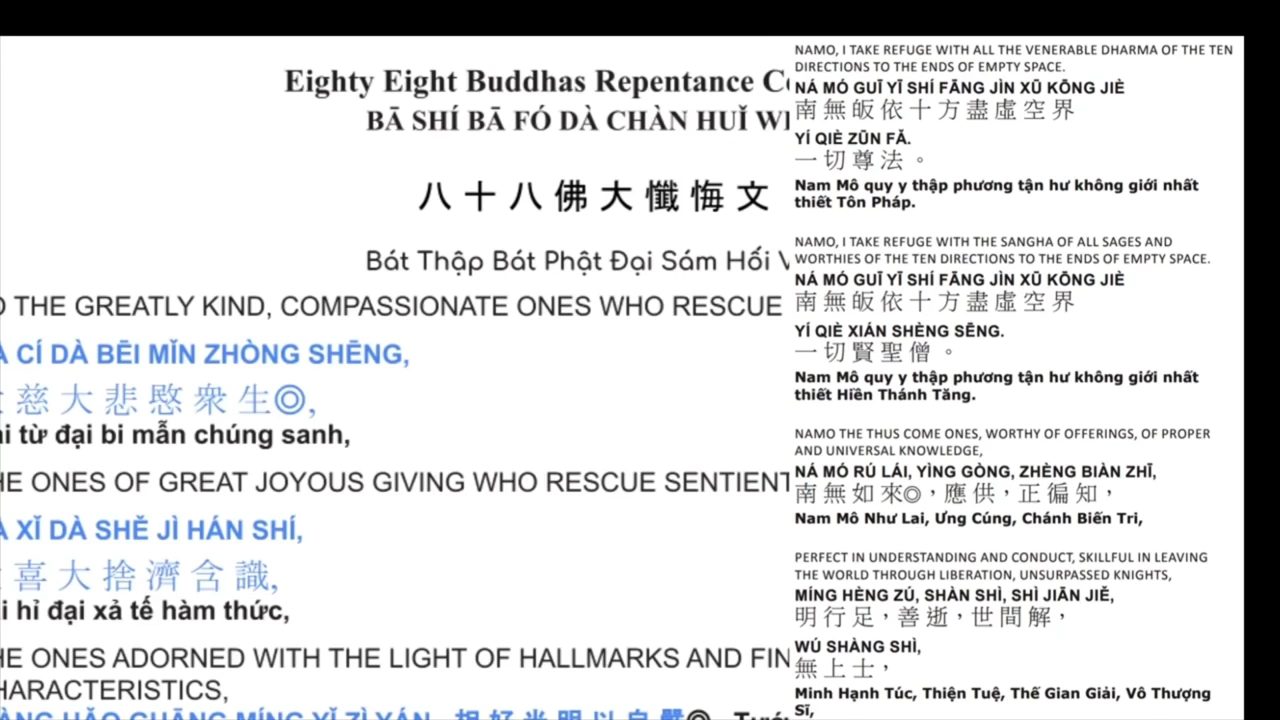 Eighty Eight Buddhas Repentance
BĀ SHÍ BĀ FÓ DÀ CHÀN HUǏ
八十八佛大懺悔文
Bát Thập Bát Phật Đại Sám Hối
THE GREATLY KIND, COMPASSIONATE ONES WHO RESCUE
CÍ DÀ BĒI MǏN ZHÒNG SHĒNG,
慈大悲愍衆生◎,
từ đại bi mẫn chúng sanh,
ONES OF GREAT JOYOUS GIVING WHO RESCUE SENTIENT
XǏ DÀ SHĚ JÌ HÁN SHÍ,
喜大捨濟含識,
hỉ đại xả tế hàm thức,
ONES ADORNED WITH THE LIGHT OF HALLMARKS AND
HARACTERISTICS,
HǍO GUĀNG MÍNG YǏ ZÌ YÁN 相好光明以自嚴◎
NAMO, I TAKE REFUGE WITH ALL THE VENERABLE DHARMA OF THE TEN
DIRECTIONS TO THE ENDS OF EMPTY SPACE.
NÁ MÓ GUĪ YĪ SHÍ FĀNG JÌN XŪ KŌNG JIÈ
南無皈依十方盡虛空界
YÍ QIÈ ZŪN FǍ.
一切尊法。
Nam Mô quy y thập phương tận hư không giới nhất
thiết Tôn Pháp.
NAMO, I TAKE REFUGE WITH THE SANGHA OF ALL SAGES AND
WORTHIES OF THE TEN DIRECTIONS TO THE ENDS OF EMPTY SPACE.
NÁ MÓ GUĪ YĪ SHÍ FĀNG JÌN XŪ KŌNG JIÈ
南無皈依十方盡虛空界
YÍ QIÈ XIÁN SHÈNG SĒNG.
一切賢聖僧。
Nam Mô quy y thập phương tận hư không giới nhất
thiết Hiền Thánh Tăng.
NAMO THE THUS COME ONES, WORTHY OF OFFERINGS, OF PROPER
AND UNIVERSAL KNOWLEDGE,
NÁ MÓ RÚ LÁI, YÌNG GÒNG, ZHÈNG BIÀN ZHĪ,
南無如來◎，應供，正徧知，
Nam Mô Như Lai, Ưng Cúng, Chánh Biến Tri,
PERFECT IN UNDERSTANDING AND CONDUCT, SKILLFUL IN LEAVING
THE WORLD THROUGH LIBERATION, UNSURPASSED KNIGHTS,
MÍNG HÈNG ZÚ, SHÀN SHÌ, SHÌ JIĀN JIĚ,
明行足，善逝，世間解，
WÚ SHÀNG SHÌ,
無上士，
Minh Hạnh Túc, Thiện Tuệ, Thế Gian Giải, Vô Thượng
Sĩ,